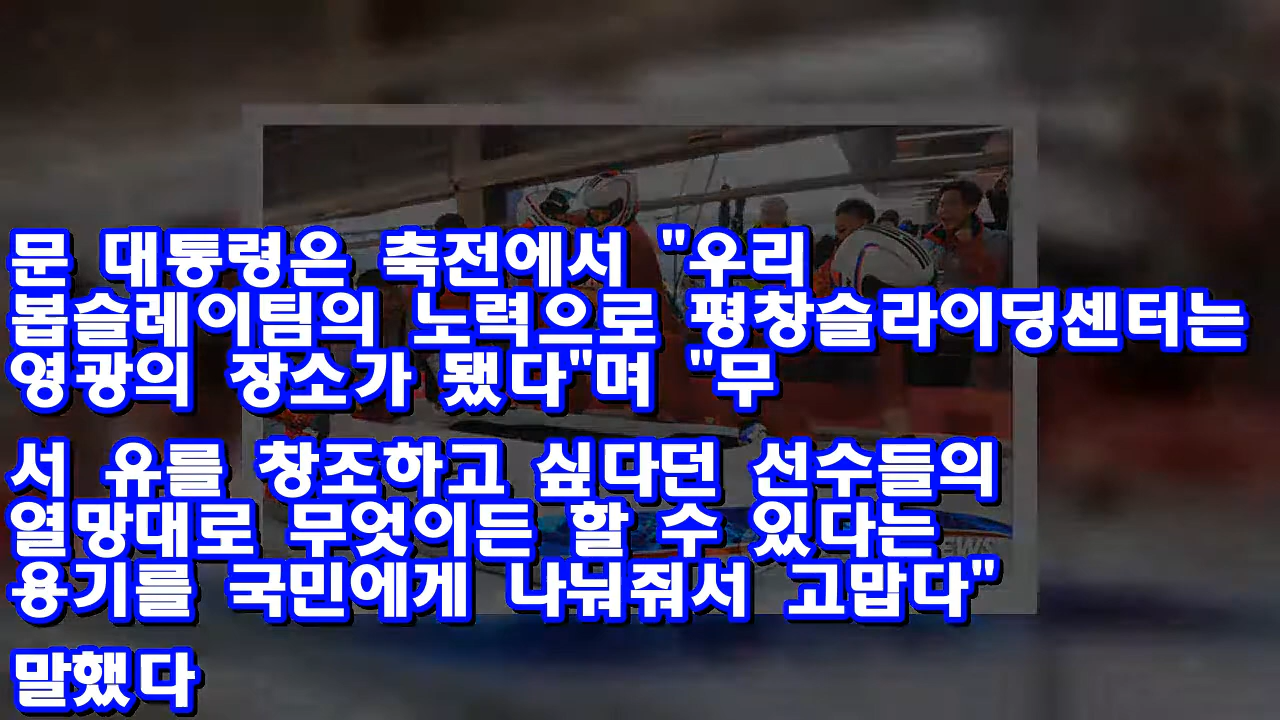 문 대통령은 축전에서 "우리
봅슬레이팀의 노력으로 평창슬라이딩센터는
영광의 장소가 됐다"며 "무
서 유를 창조하고 싶다던 선수들의
열망대로 무엇이든 할 수 있다는
EWS
용기를 국민에게 나눠줘서 고맙다"
말했다